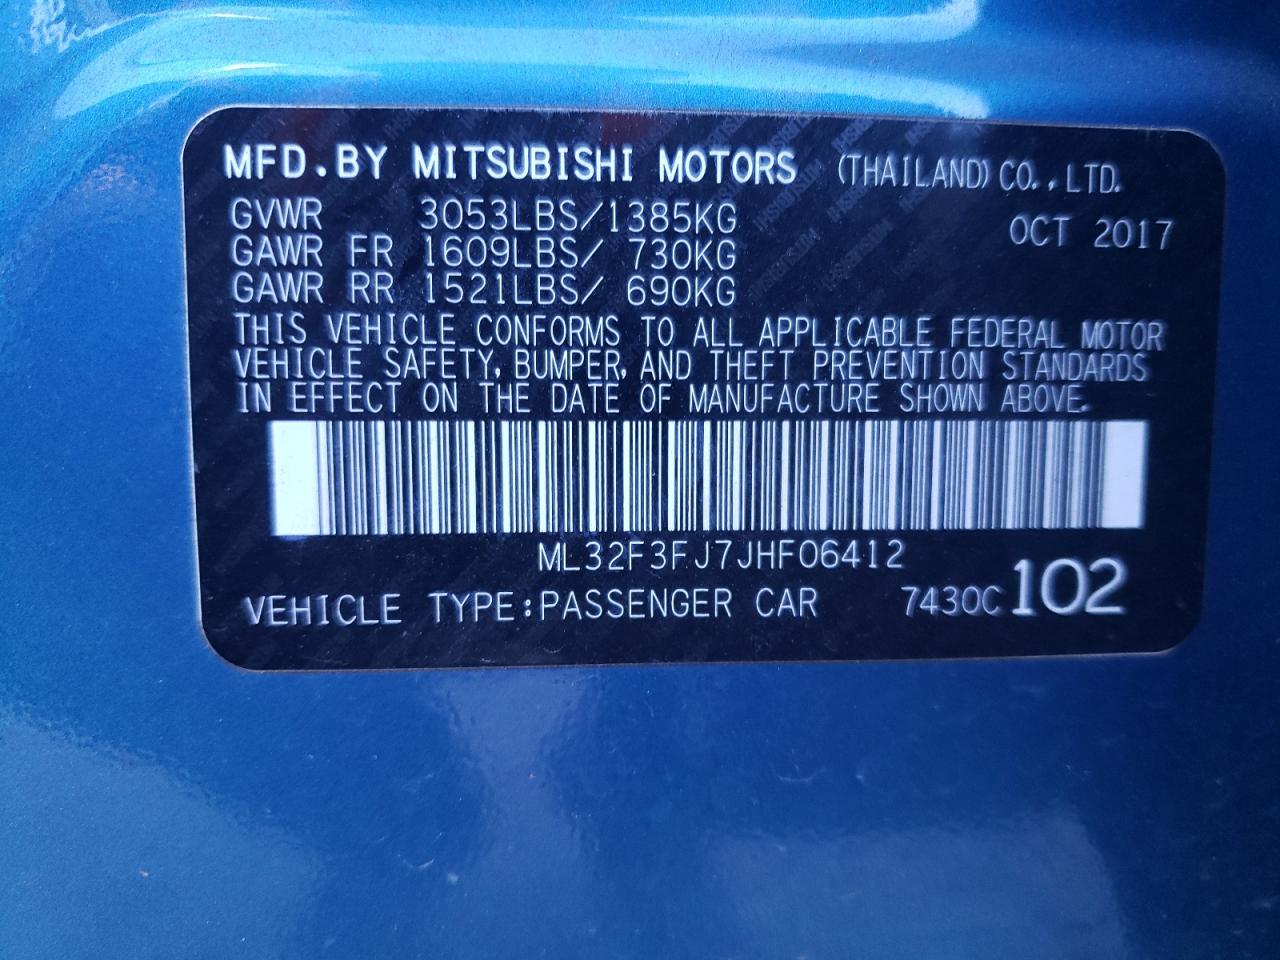 MFD.BY MITSUBISHI MOTORS (THAILAND) CO.,LTD.
GVWR 3053LBS/1385KG OCT 2017
GAWR FR 1609LBS/ 730KG
GAWR RR 1521LBS/ 690KG
THIS VEHICLE CONFORMS TO ALL APPLICABLE FEDERAL MOTOR
VEHICLE SAFETY, BUMPER, AND THEFT PREVENTION STANDARDS
IN EFFECT ON THE DATE OF MANUFACTURE SHOWN ABOVE.
ML32F3FJ7JHF06412
VEHICLE TYPE:PASSENGER CAR 7430C 102